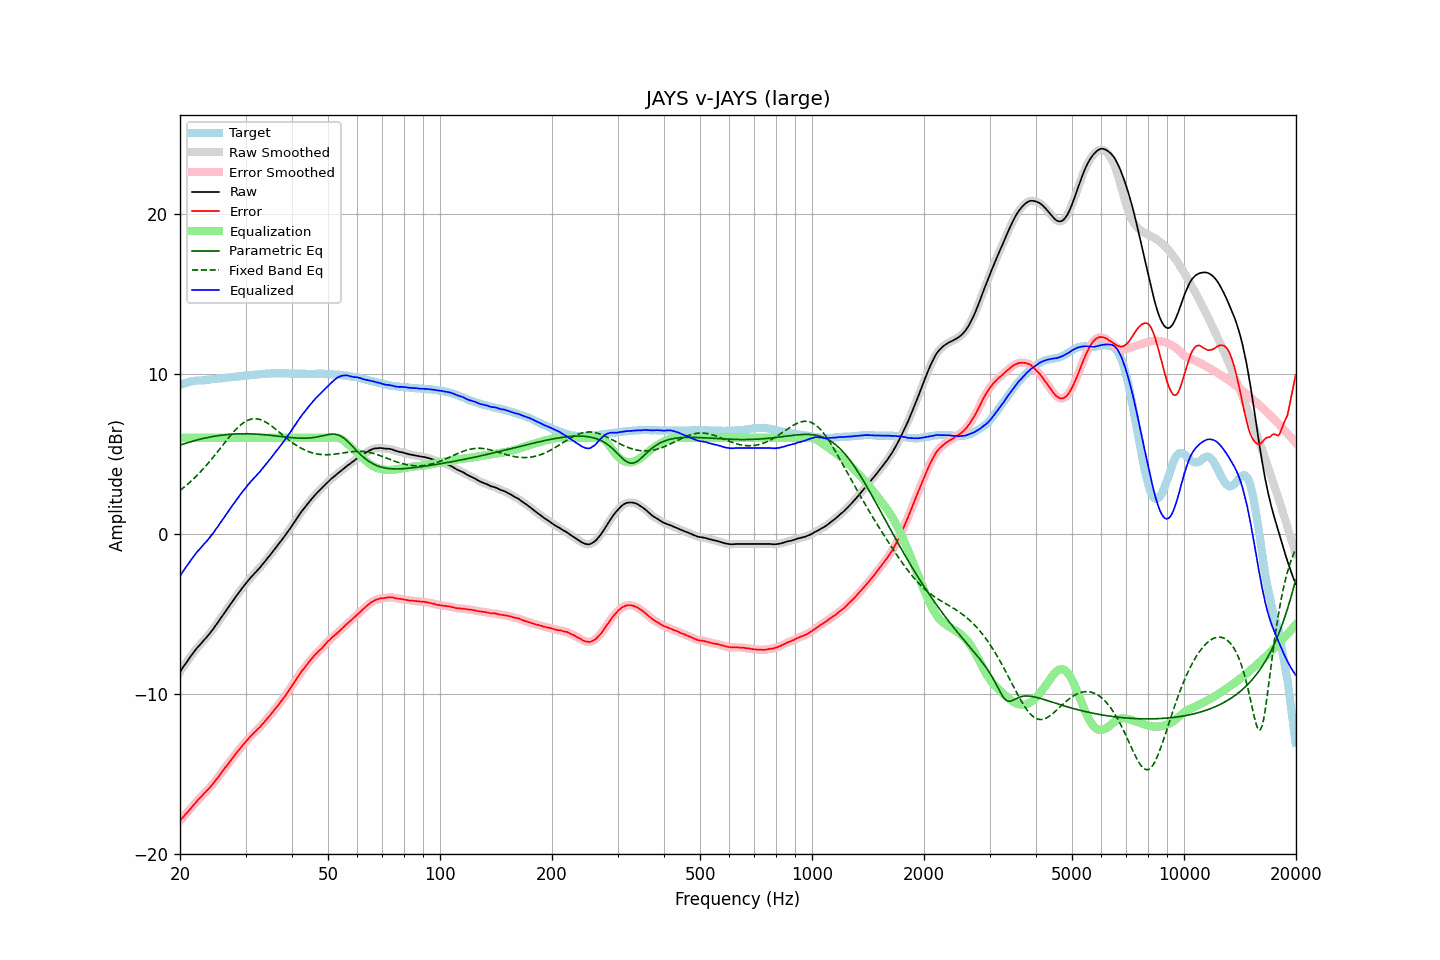 JAYS v-JAYS (large)
Target
Raw Smoothed
Error Smoothed
Raw
Error
Equalization
Parametric Eq
Fixed Band Eq
Equalized
20
10
0
−10
−20
Amplitude (dBr)
20
50
100
200
500
1000
2000
5000
10000
20000
Frequency (Hz)